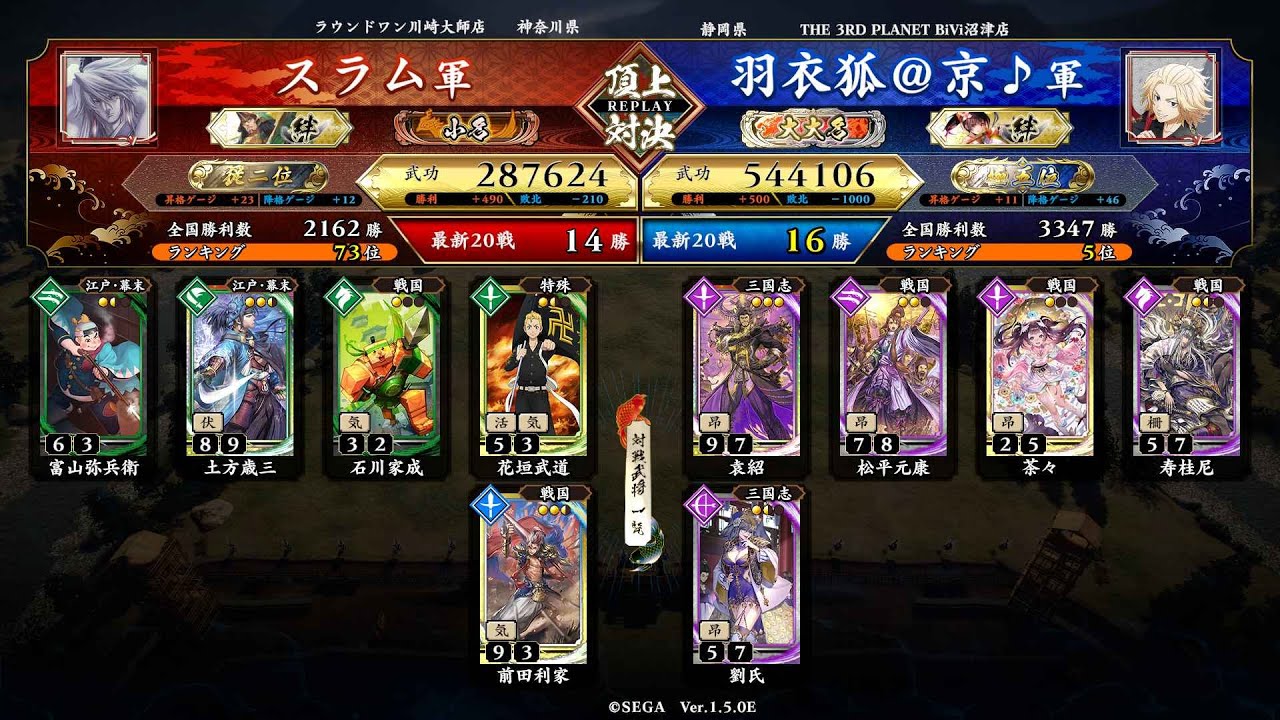 ラウンドワン川崎大師店 神奈川県
静岡県 THE 3RD PLANET BiVi沼津店
スラム軍
頂上
REPLAY
対決
羽衣狐@京♪軍
絆
大大名
絆
従二位
武功 287624
武功 544106
昇格ゲージ +23 降格ゲージ +12
勝利 +490 敗北 -210
勝利 +500 敗北 -1000
昇格ゲージ +11 降格ゲージ +46
全国勝利数 2162勝
ランキング 73位
最新20戦 14勝
最新20戦 16勝
全国勝利数 3347勝
ランキング 5位
江戸・幕末
6 3
富山弥兵衛
江戸・幕末
伏
8 9
土方歳三
戦国
気
3 2
石川家成
特殊
活 気
5 3
花垣武道
三国志
昂
9 7
袁紹
戦国
昂
7 8
松平元康
戦国
昂
2 5
茶々
戦国
柵
5 7
寿桂尼
対戦武将一覧
戦国
気
9 3
前田利家
三国志
昂
5 7
劉氏
©SEGA Ver.1.5.0E